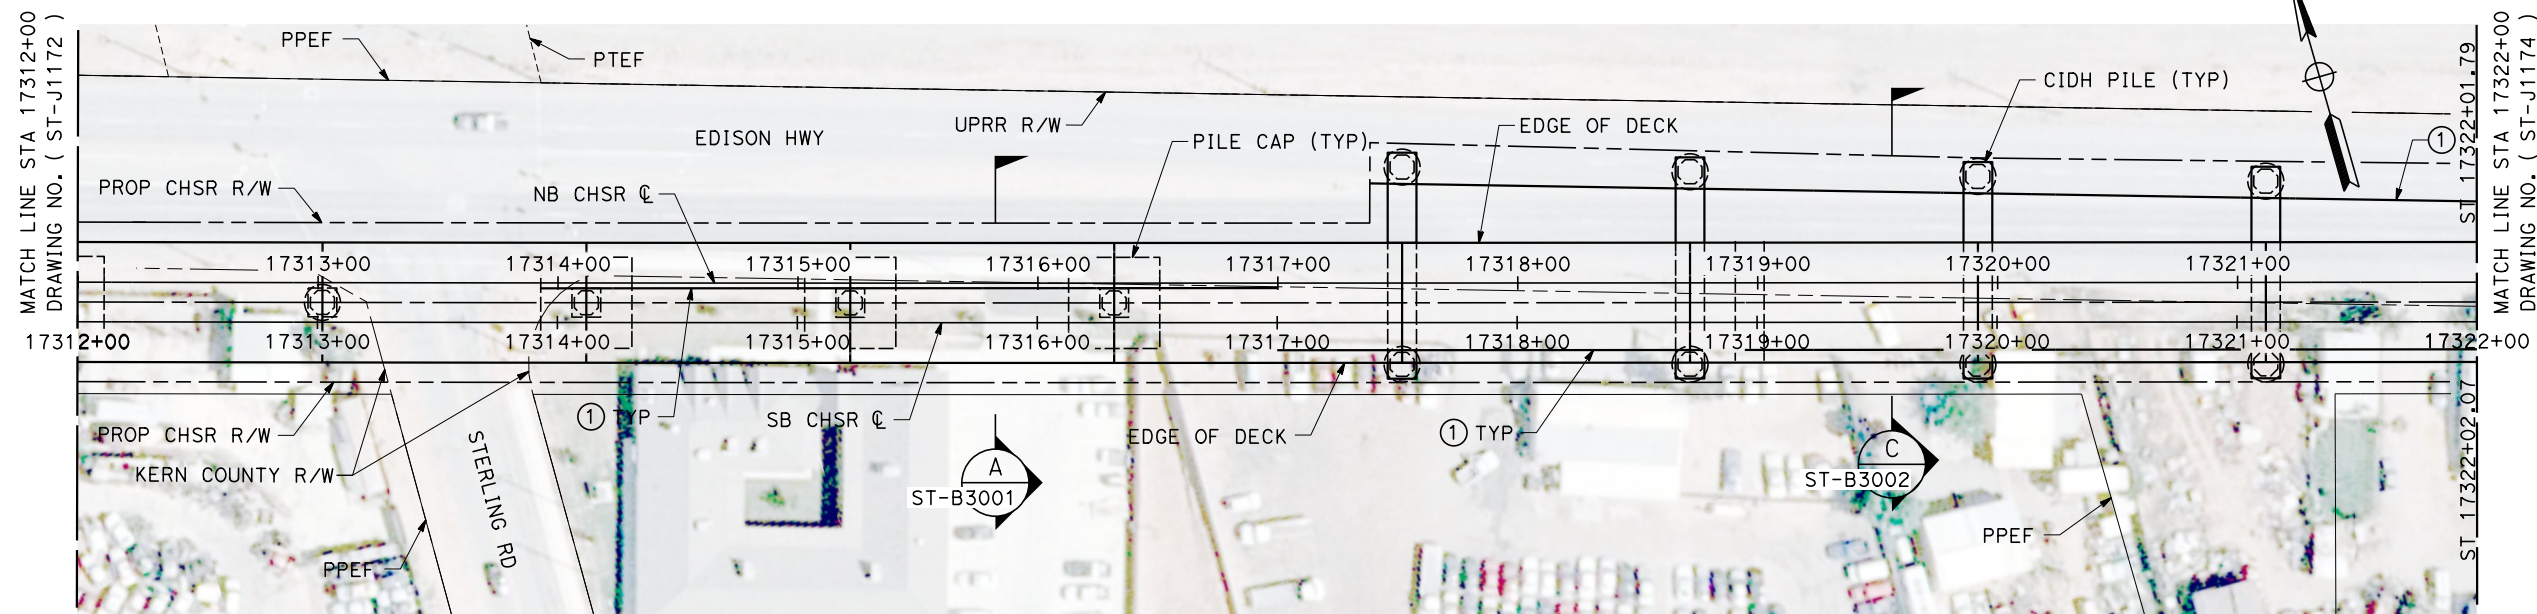 MATCH LINE STA 17312+00
DRAWING NO. ( ST-J1172 )
PPEF
PTEF
EDISON HWY
UPRR R/W
PILE CAP (TYP)
EDGE OF DECK
CIDH PILE (TYP)
1
PROP CHSR R/W
NB CHSR ℄
17313+00
17314+00
17315+00
17316+00
17317+00
17318+00
17319+00
17320+00
17321+00
17312+00
17313+00
17314+00
17315+00
17316+00
17317+00
17318+00
17319+00
17320+00
17321+00
17322+00
PROP CHSR R/W
KERN COUNTY R/W
STERLING RD
PPEF
1 TYP
SB CHSR ℄
A
ST-B3001
EDGE OF DECK
1 TYP
C
ST-B3002
PPEF
ST 17322+01.79
ST 17322+02.07
MATCH LINE STA 17322+00
DRAWING NO. ( ST-J1174 )